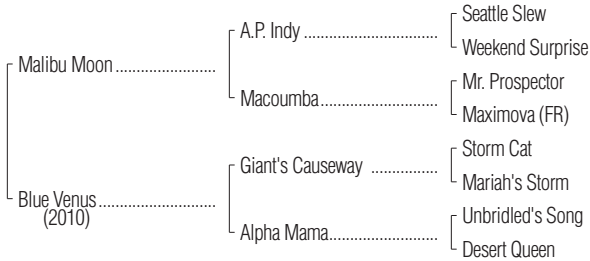 Seattle Slew
A.P. Indy ..............................
Weekend Surprise
Malibu Moon .......................
Mr. Prospector
Macoumba...........................
Maximova (FR)
Storm Cat
Giant's Causeway ...............
Mariah's Storm
Blue Venus...........................
(2010)
Unbridled's Song
Alpha Mama.........................
Desert Queen